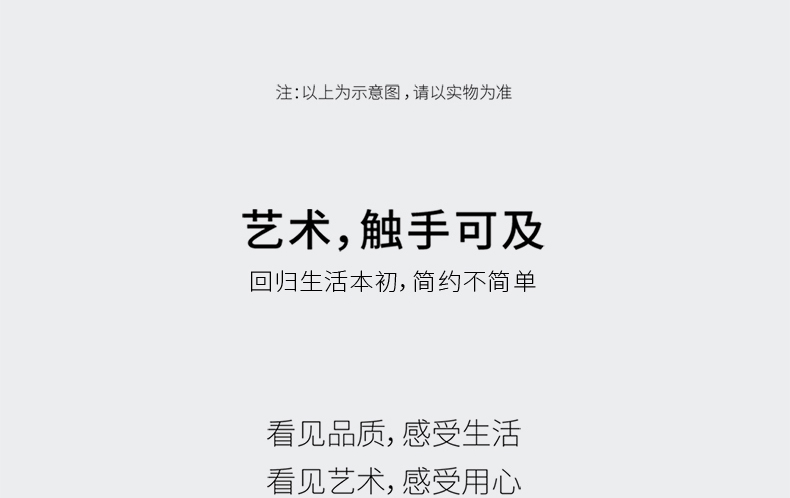 注:以上为示意图,请以实物为准
艺术,触手可及
回归生活本初,简约不简单
看见品质,感受生活
看见艺术,感受用心